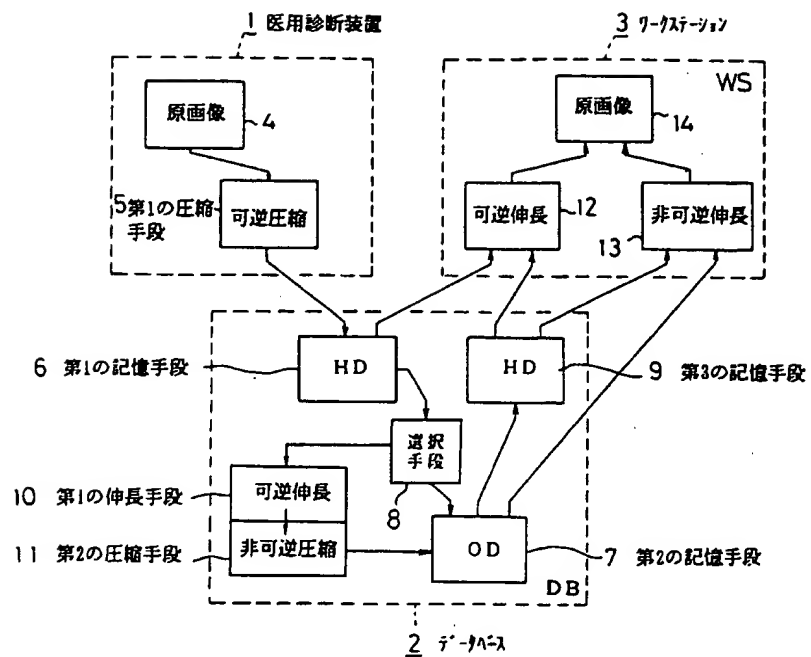 1 医用診断装置
3 ワークステーション
WS
原画像
4
原画像
14
5 第1の圧縮
手段
可逆圧縮
可逆伸長
12
非可逆伸長
13
6 第1の記憶手段
HD
HD
9 第3の記憶手段
選択
手段
8
10 第1の伸長手段
可逆伸長
11 第2の圧縮手段
非可逆圧縮
OD
7 第2の記憶手段
DB
2 データベース